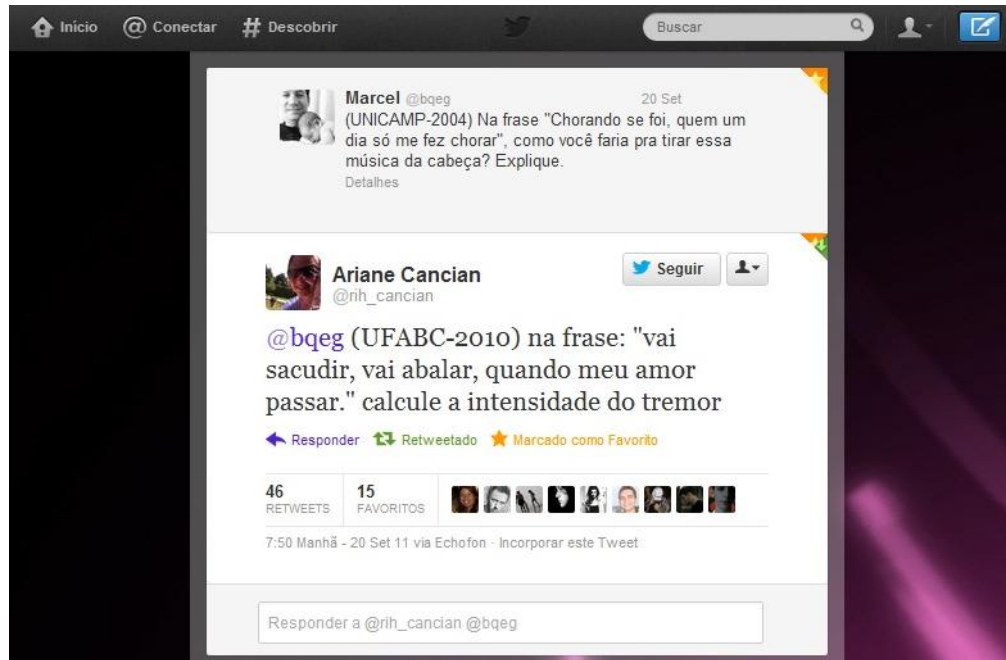 Início @ Conectar # Descobrir Buscar
Marcel @bqeg 20 Set
(UNICAMP-2004) Na frase "Chorando se foi, quem um
dia só me fez chorar", como você faria pra tirar essa
música da cabeça? Explique.
Detalhes
Ariane Cancian
@rih_cancian
Seguir
@bqeg (UFABC-2010) na frase: "vai
sacudir, vai abalar, quando meu amor
passar." calcule a intensidade do tremor
Responder Retweetado Marcado como Favorito
46 15
RETWEETS FAVORITOS
7:50 Manhã - 20 Set 11 via Echofon · Incorporar este Tweet
Responder a @rih_cancian @bqeg